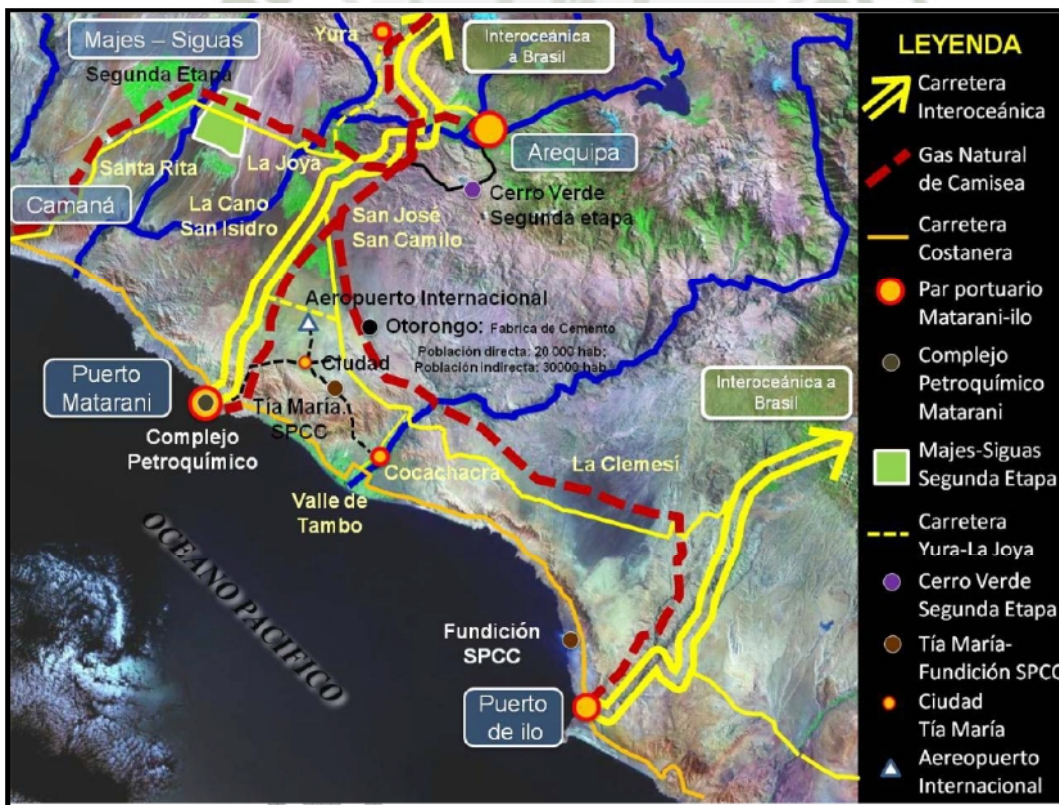 Majes – Siguas
Segunda Etapa
Yura
Interoceánica
a Brasil
Santa Rita
La Joya
Arequipa
Camaná
La Cano
San Isidro
San José
San Camilo
Cerro Verde
Segunda etapa
Aeropuerto Internacional
Otorongo: Fabrica de Cemento
Población directa: 20 000 hab;
Población Indirecta: 30000 hab
Ciudad
Puerto
Matarani
Tía María
SPCC
Complejo
Petroquímico
Interoceánica a
Brasil
Cocachacra
La Clemesí
Valle de
Tambo
OCEANO PACIFICO
Fundición
SPCC
Puerto
de ilo
LEYENDA
Carretera
Interoceánica
Gas Natural
de Camisea
Carretera
Costanera
Par portuario
Matarani-ilo
Complejo
Petroquímico
Matarani
Majes-Siguas
Segunda Etapa
Carretera
Yura-La Joya
Cerro Verde
Segunda Etapa
Tía María-
Fundición SPCC
Ciudad
Tía María
Aereopuerto
Internacional